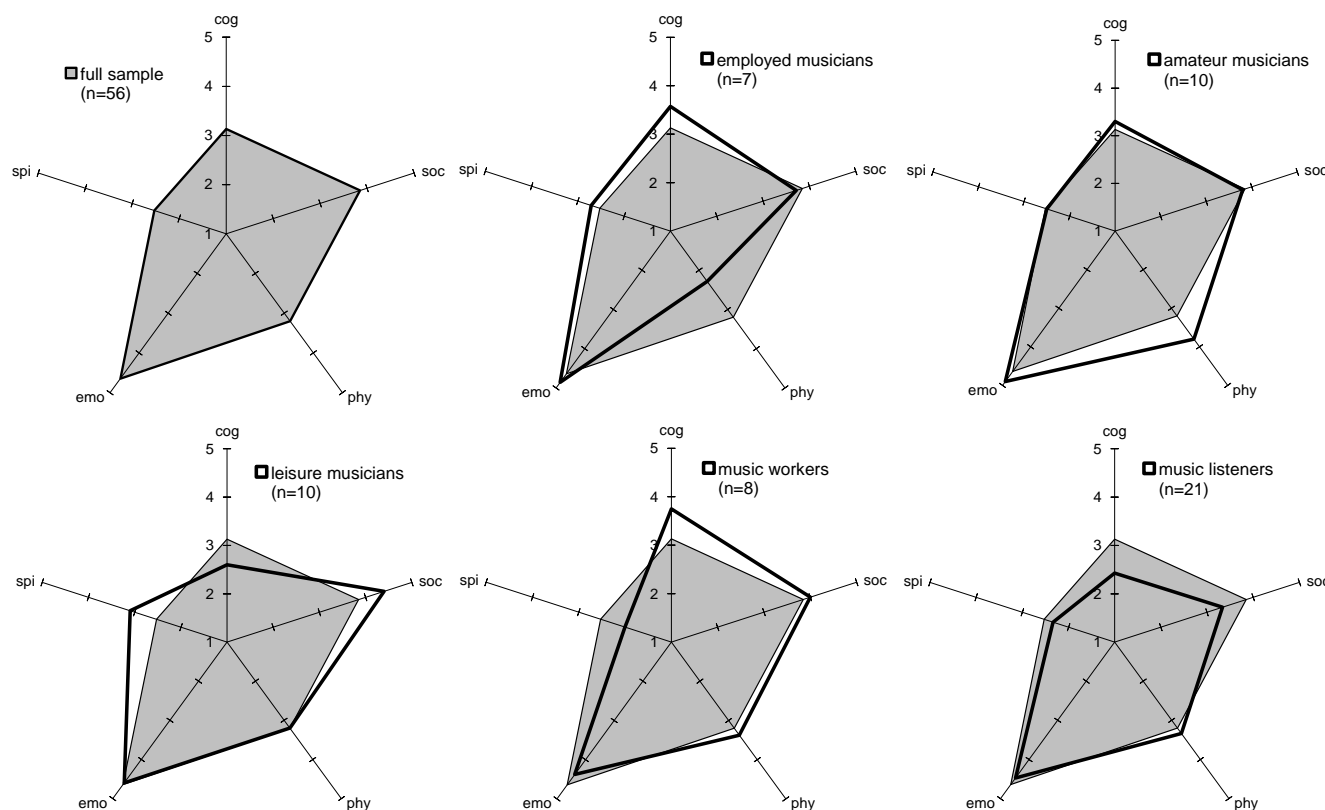 cog
5
4
3
2
1
spi
soc
emo
phy
full sample
(n=56)
cog
5
4
3
2
1
spi
soc
emo
phy
employed musicians
(n=7)
cog
5
4
3
2
1
spi
soc
emo
phy
amateur musicians
(n=10)
cog
5
4
3
2
1
spi
soc
emo
phy
leisure musicians
(n=10)
cog
5
4
3
2
1
spi
soc
emo
phy
music workers
(n=8)
cog
5
4
3
2
1
spi
soc
emo
phy
music listeners
(n=21)